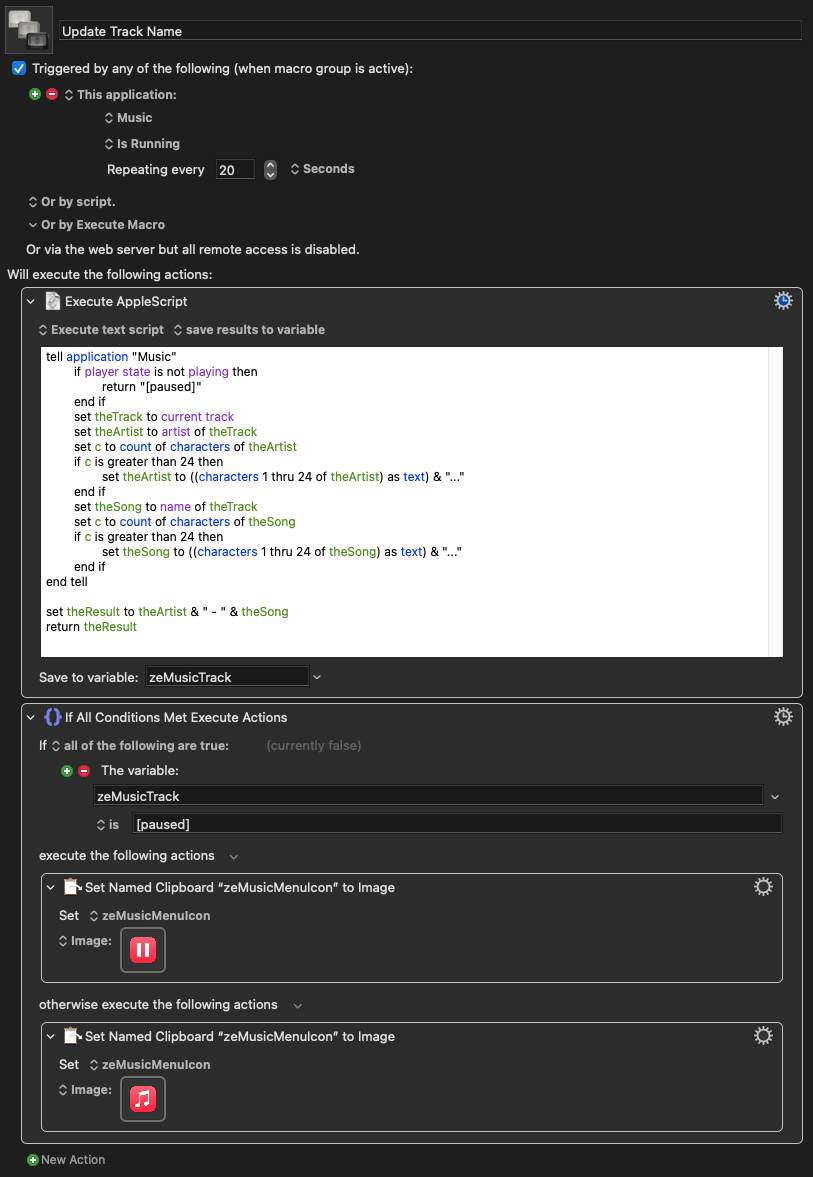 Update Track Name
Triggered by any of the following (when macro group is active):
This application:
Music
Is Running
Repeating every 20 Seconds
Or by script.
Or by Execute Macro
Or via the web server but all remote access is disabled.
Will execute the following actions:
Execute AppleScript
Execute text script save results to variable
tell application "Music"
if player state is not playing then
return "[paused]"
end if
set theTrack to current track
set theArtist to artist of theTrack
set c to count of characters of theArtist
if c is greater than 24 then
set theArtist to ((characters 1 thru 24 of theArtist) as text) & "..."
end if
set theSong to name of theTrack
set c to count of characters of theSong
if c is greater than 24 then
set theSong to ((characters 1 thru 24 of theSong) as text) & "..."
end if
end tell
set theResult to theArtist & " - " & theSong
return theResult
Save to variable: zeMusicTrack
If All Conditions Met Execute Actions
If all of the following are true: (currently false)
The variable:
zeMusicTrack
is [paused]
execute the following actions
Set Named Clipboard “zeMusicMenuIcon” to Image
Set zeMusicMenuIcon
Image:
otherwise execute the following actions
Set Named Clipboard “zeMusicMenuIcon” to Image
Set zeMusicMenuIcon
Image:
New Action